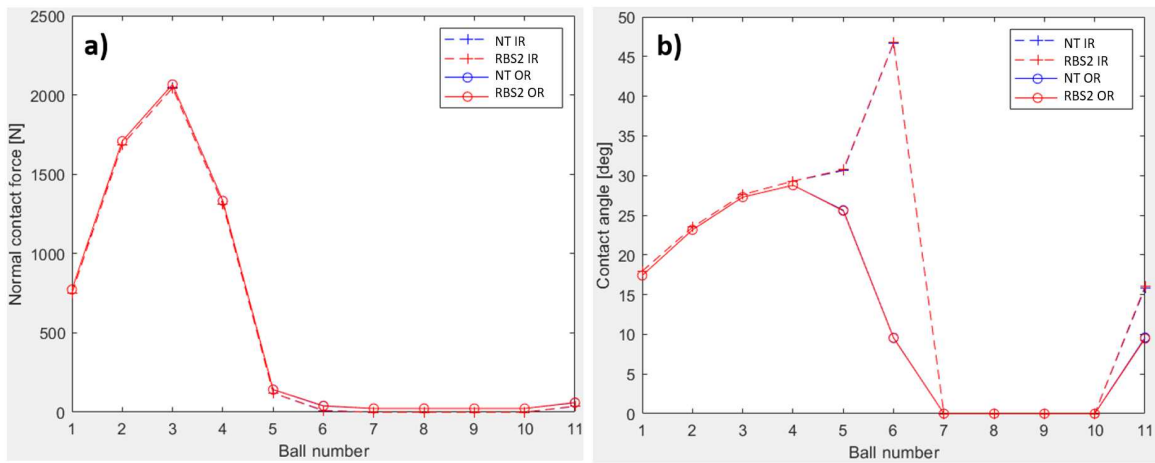 a)
Normal contact force [N]
2500
2000
1500
1000
500
0
1 2 3 4 5 6 7 8 9 10 11
Ball number
NT IR
RBS2 IR
NT OR
RBS2 OR
b)
Contact angle [deg]
50
45
40
35
30
25
20
15
10
5
0
1 2 3 4 5 6 7 8 9 10 11
Ball number
NT IR
RBS2 IR
NT OR
RBS2 OR